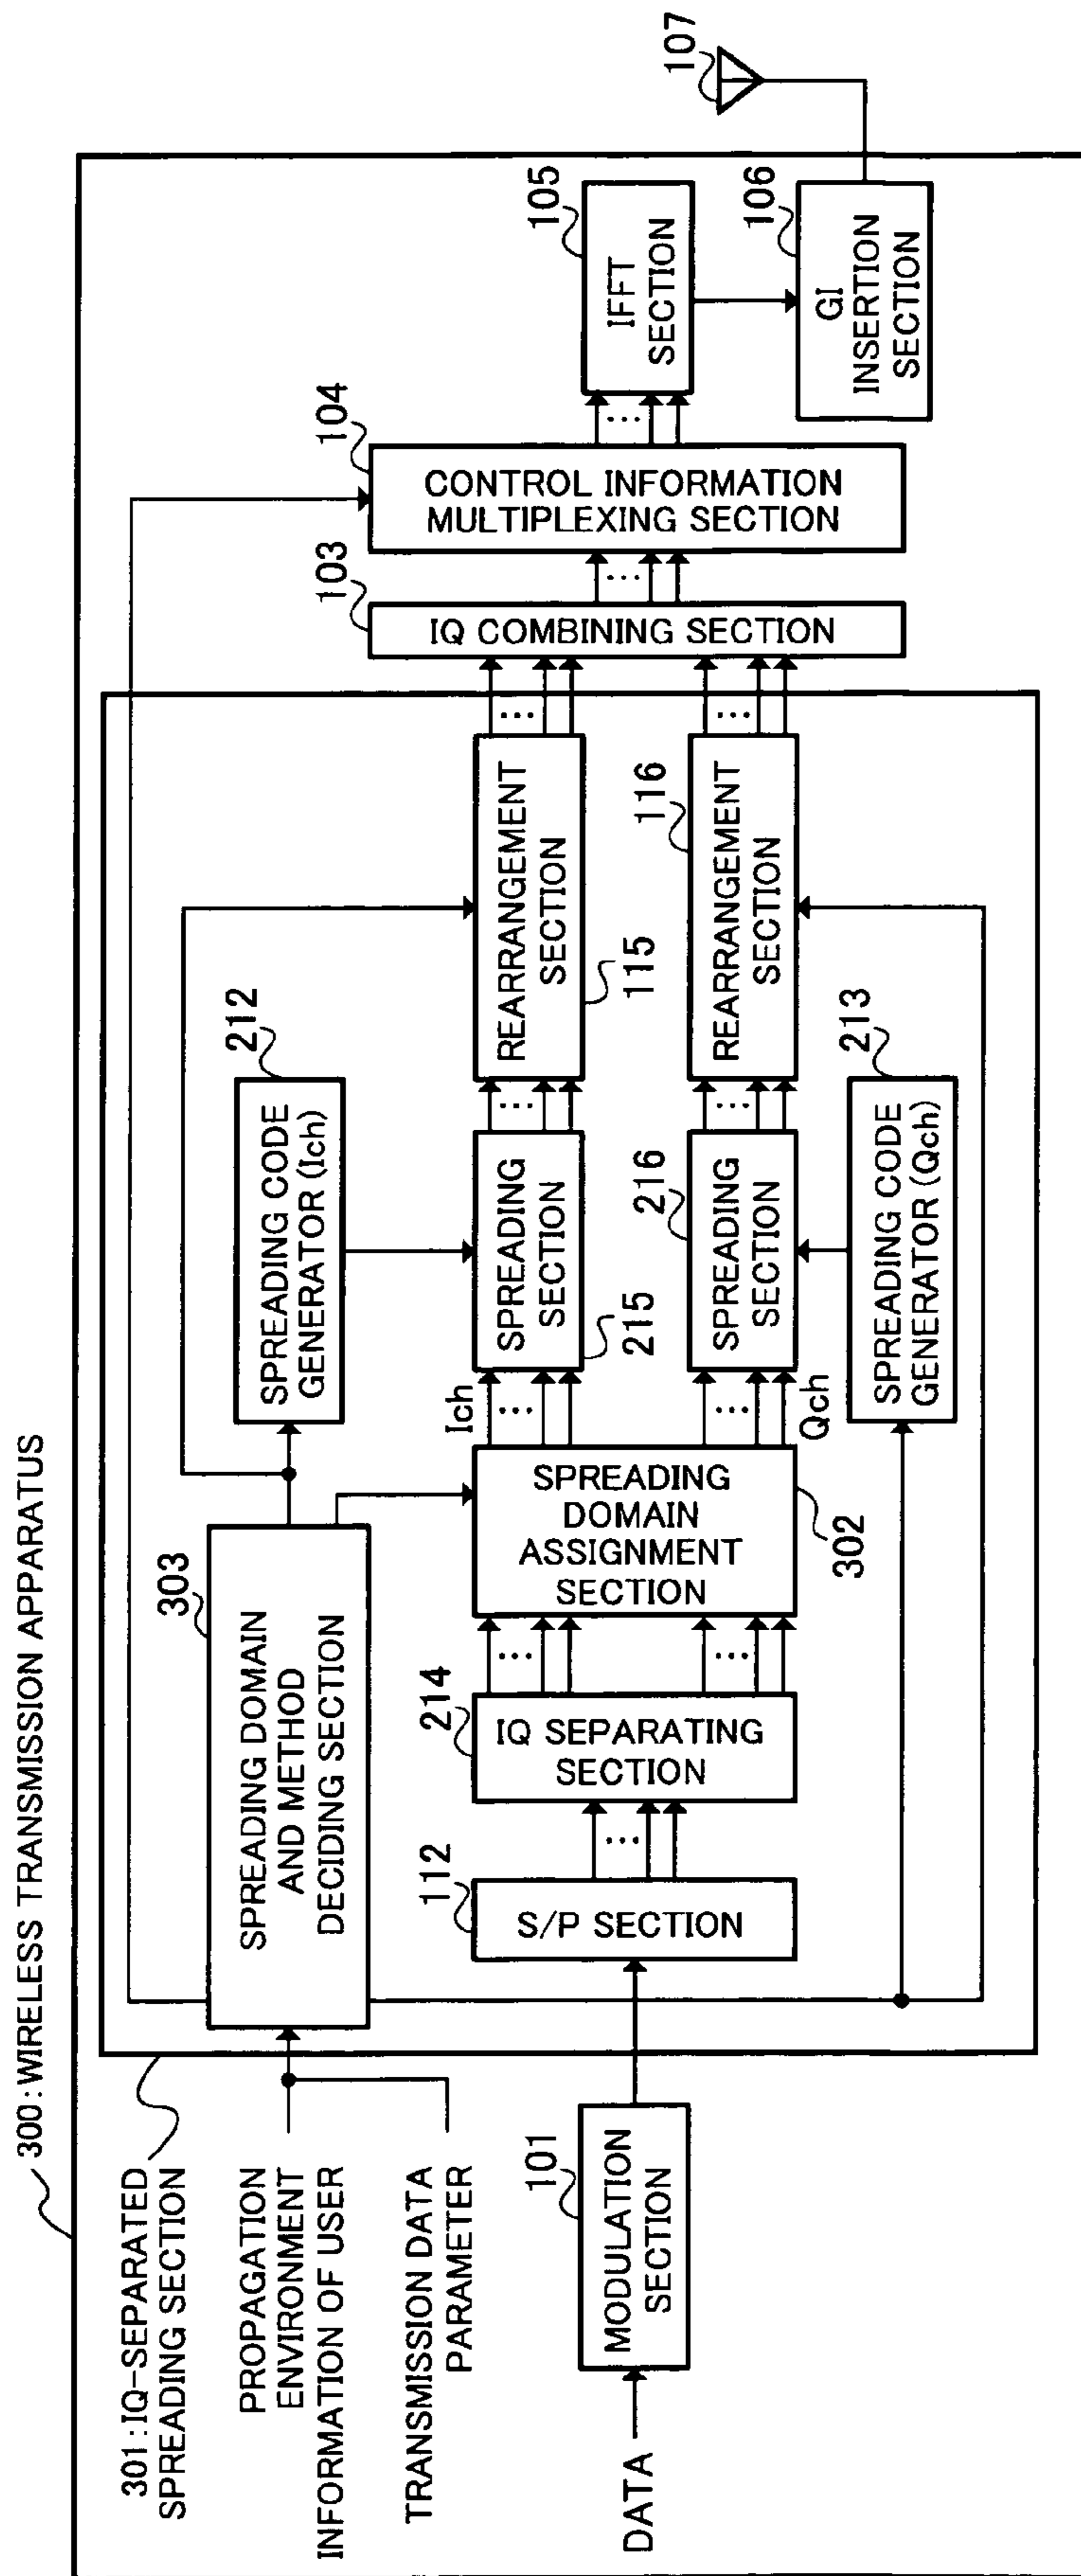 300:WIRELESS TRANSMISSION APPARATUS
301:IQ-SEPARATED
SPREADING SECTION
PROPAGATION
ENVIRONMENT
INFORMATION OF USER
TRANSMISSION DATA
PARAMETER
DATA
101
MODULATION
SECTION
303
SPREADING DOMAIN
AND METHOD
DECIDING SECTION
112
S/P SECTION
...
214
IQ SEPARATING
SECTION
...
...
SPREADING
DOMAIN
ASSIGNMENT
SECTION
302
Ich
...
...
Qch
212
SPREADING CODE
GENERATOR (Ich)
SPREADING
SECTION
215
216
SPREADING
SECTION
213
SPREADING CODE
GENERATOR (Qch)
...
...
REARRANGEMENT
SECTION
115
116
REARRANGEMENT
SECTION
...
...
103
IQ COMBINING SECTION
...
104
CONTROL INFORMATION
MULTIPLEXING SECTION
...
105
IFFT
SECTION
106
GI
INSERTION
SECTION
107